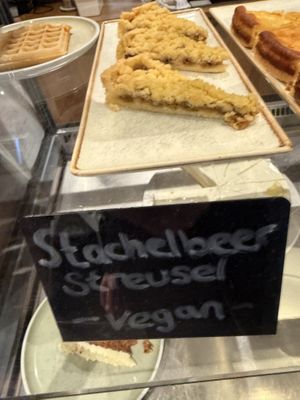 Stachelbeer
Streusel
- vegan -